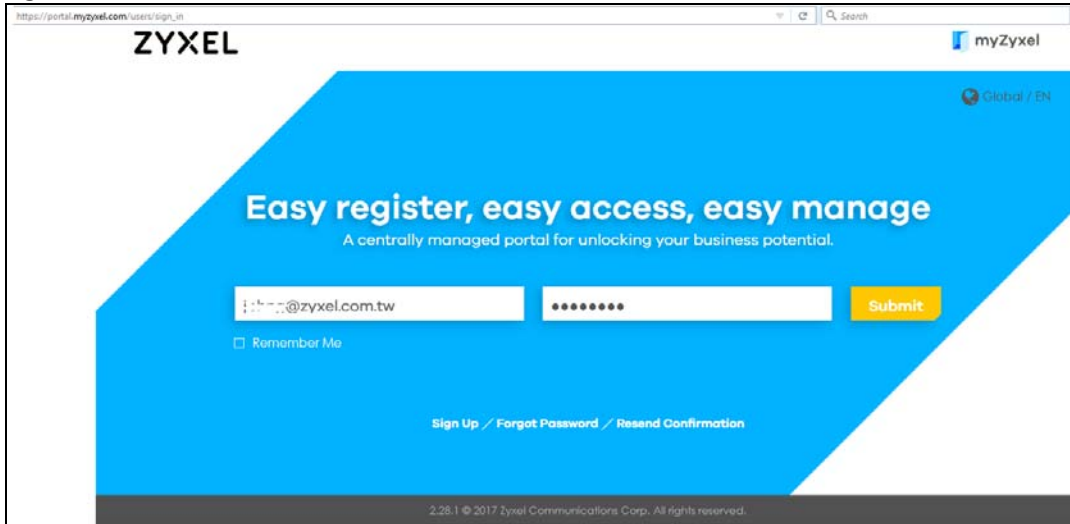 https://portal.myzyxel.com/users/sign_in
Search
ZYXEL
myZyxel
Global / EN
Easy register, easy access, easy manage
A centrally managed portal for unlocking your business potential.
@zyxel.com.tw
Submit
Remember Me
Sign Up / Forgot Password / Resend Confirmation
2.28.1 © 2017 Zyxel Communications Corp. All rights reserved.